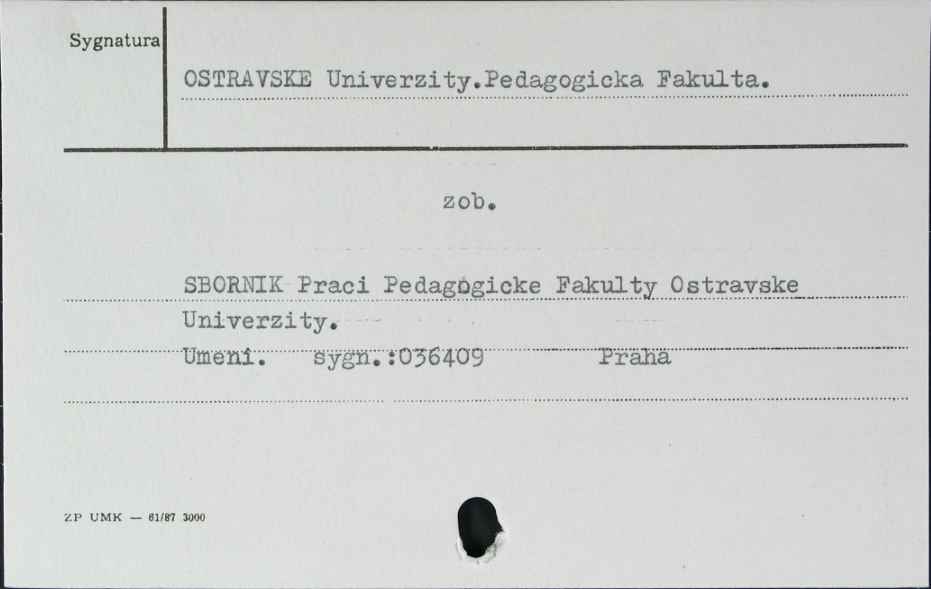 Sygnatura
OSTRAVSKE Univerzity.Pedagogicka Fakulta.
zob.
SBORNIK Praci Pedagogicke Fakulty Ostravske
Univerzity.
Umeni. sygn.:036409 Praha
ZP UMK — 61/87 3000